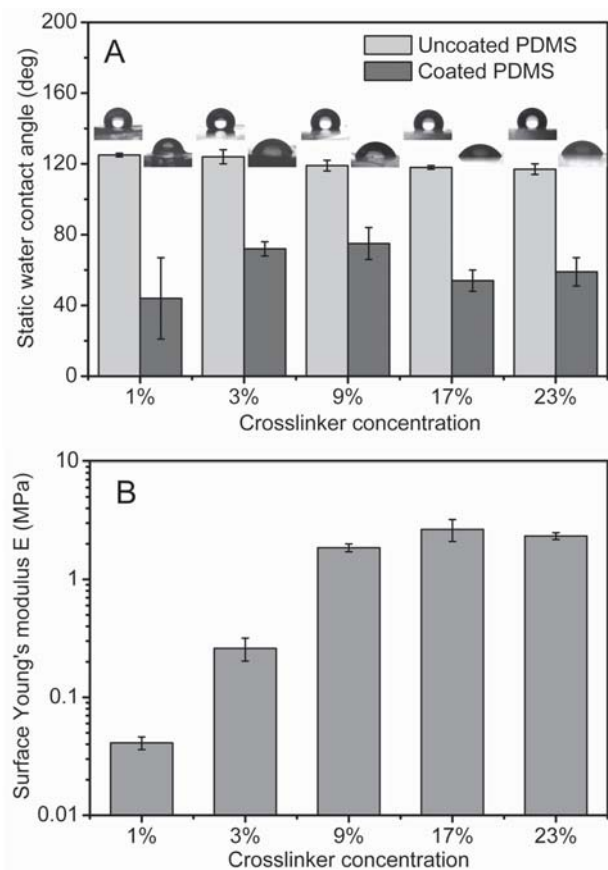 A
Uncoated PDMS
Coated PDMS
Static water contact angle (deg)
200
160
120
80
40
0
1% 3% 9% 17% 23%
Crosslinker concentration
B
Surface Young's modulus E (MPa)
10
1
0.1
0.01
1% 3% 9% 17% 23%
Crosslinker concentration